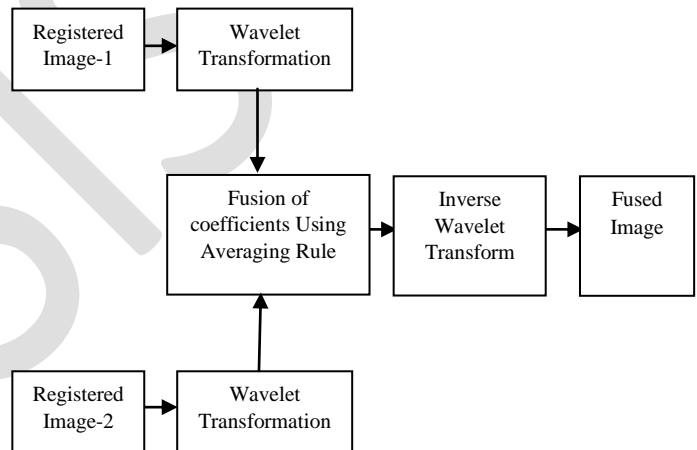 Registered
Image-1
Wavelet
Transformation
Fusion of
coefficients Using
Averaging Rule
Inverse
Wavelet
Transform
Fused
Image
Registered
Image-2
Wavelet
Transformation